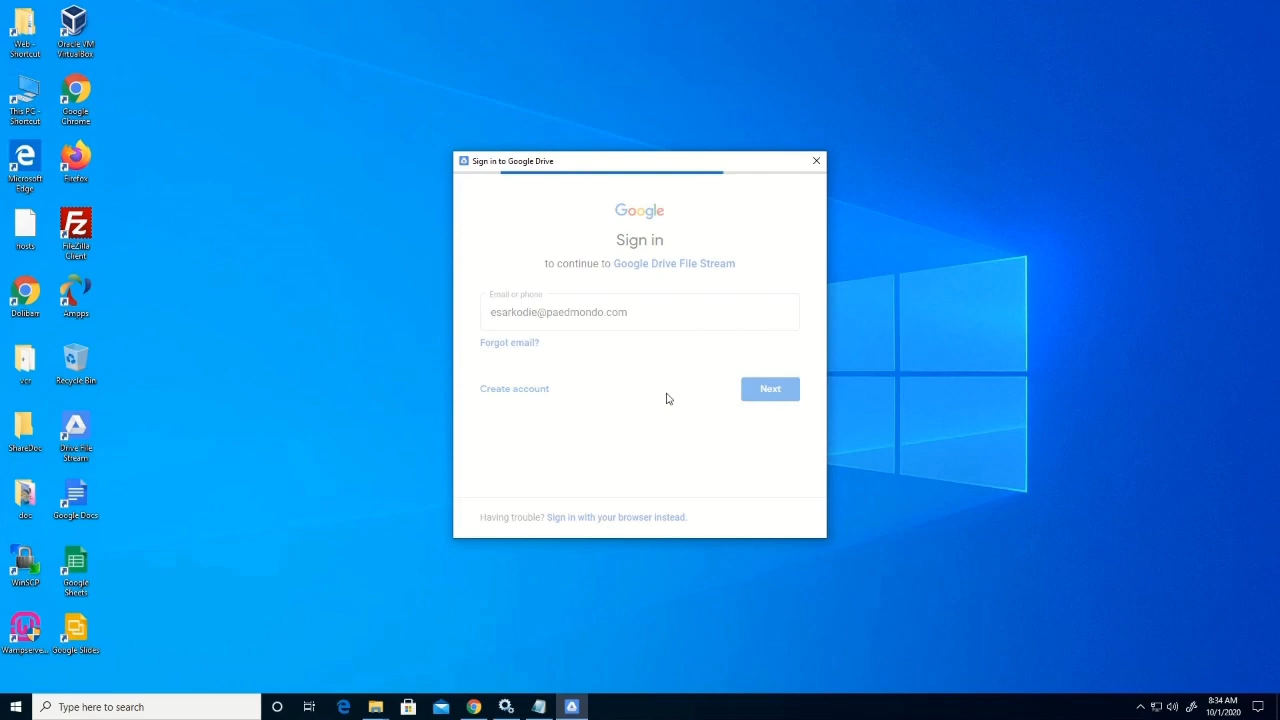 Web -
Shortcut
Oracle VM
VirtualBox
This PC -
Shortcut
Google
Chrome
Microsoft
Edge
Firefox
hosts
FileZilla
Client
Dolibarr
Ampps
vcr
Recycle Bin
ShareDoc
Drive File
Stream
doc
Google Docs
WinSCP
Google
Sheets
Wampserve...
Google Slides
Sign in to Google Drive
Google
Sign in
to continue to Google Drive File Stream
Email or phone
esarkodie@paedmondo.com
Forgot email?
Create account
Next
Having trouble? Sign in with your browser instead.
Type here to search
8:34 AM
10/1/2020